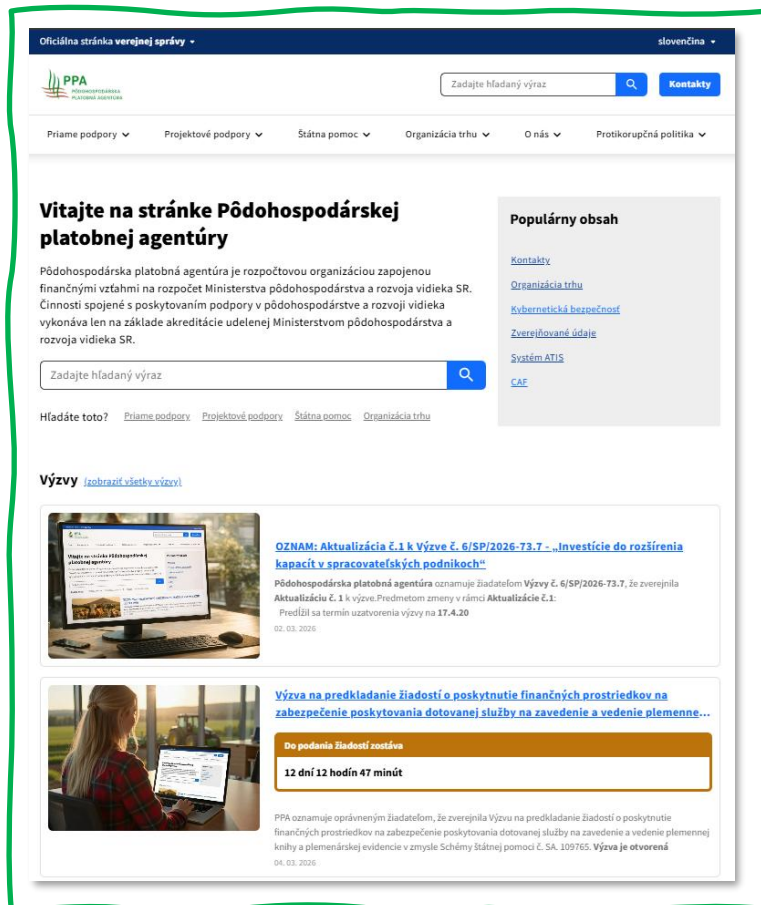 Oficiálna stránka verejnej správy
slovenčina
PPA
PÔDOHOSPODÁRSKA
PLATOBNÁ AGENTÚRA
Zadajte hľadaný výraz
Kontakty
Priame podpory
Projektové podpory
Štátna pomoc
Organizácia trhu
O nás
Protikorupčná politika
Vitajte na stránke Pôdohospodárskej
platobnej agentúry
Pôdohospodárska platobná agentúra je rozpočtovou organizáciou zapojenou
finančnými vzťahmi na rozpočet Ministerstva pôdohospodárstva a rozvoja vidieka SR.
Činnosti spojené s poskytovaním podpory v pôdohospodárstve a rozvoji vidieka
vykonáva len na základe akreditácie udelenej Ministerstvom pôdohospodárstva a
rozvoja vidieka SR.
Zadajte hľadaný výraz
Hľadáte toto? Priame podpory Projektové podpory Štátna pomoc Organizácia trhu
Populárny obsah
Kontakty
Organizácia trhu
Kybernetická bezpečnosť
Zverejňované údaje
Systém ATIS
CAF
Výzvy (zobraziť všetky výzvy)
OZNAM: Aktualizácia č.1 k Výzve č. 6/SP/2026-73.7 - „Investície do rozšírenia
kapacít v spracovateľských podnikoch“
Pôdohospodárska platobná agentúra oznamuje žiadateľom Výzvy č. 6/SP/2026-73.7, že zverejnila
Aktualizáciu č. 1 k výzve.Predmetom zmeny v rámci Aktualizácie č.1:
Predĺžil sa termín uzatvorenia výzvy na 17.4.20
02. 03. 2026
Výzva na predkladanie žiadostí o poskytnutie finančných prostriedkov na
zabezpečenie poskytovania dotovanej služby na zavedenie a vedenie plemenne...
Do podania žiadostí zostáva
12 dní 12 hodín 47 minút
PPA oznamuje oprávneným žiadateľom, že zverejnila Výzvu na predkladanie žiadostí o poskytnutie
finančných prostriedkov na zabezpečenie poskytovania dotovanej služby na zavedenie a vedenie plemennej
knihy a plemenárskej evidencie v zmysle Schémy štátnej pomoci č. SA. 109765. Výzva je otvorená
04. 03. 2026